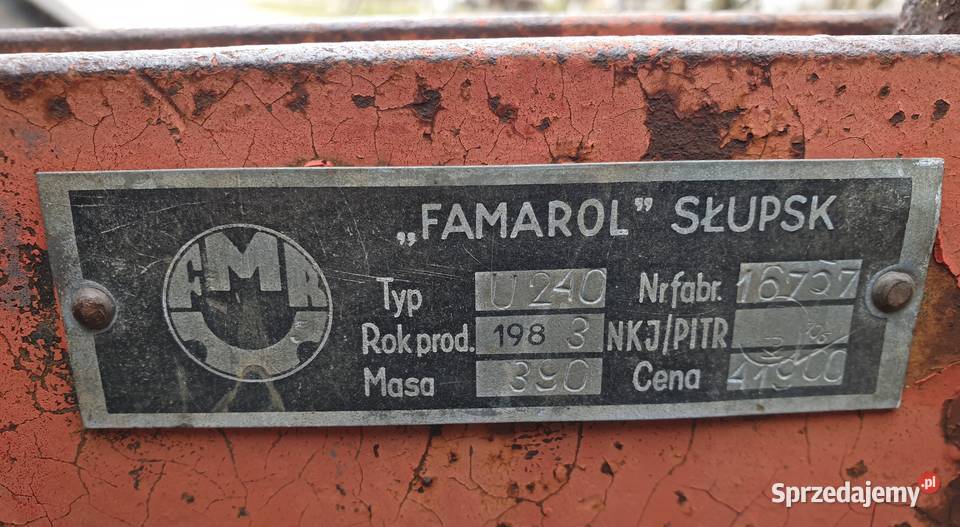 FMR
„FAMAROL” SŁUPSK
Typ U 240 Nr fabr. 16737
Rok prod. 198 3 NKJ/PITR
Masa 390 Cena 41900
Sprzedajemy.pl